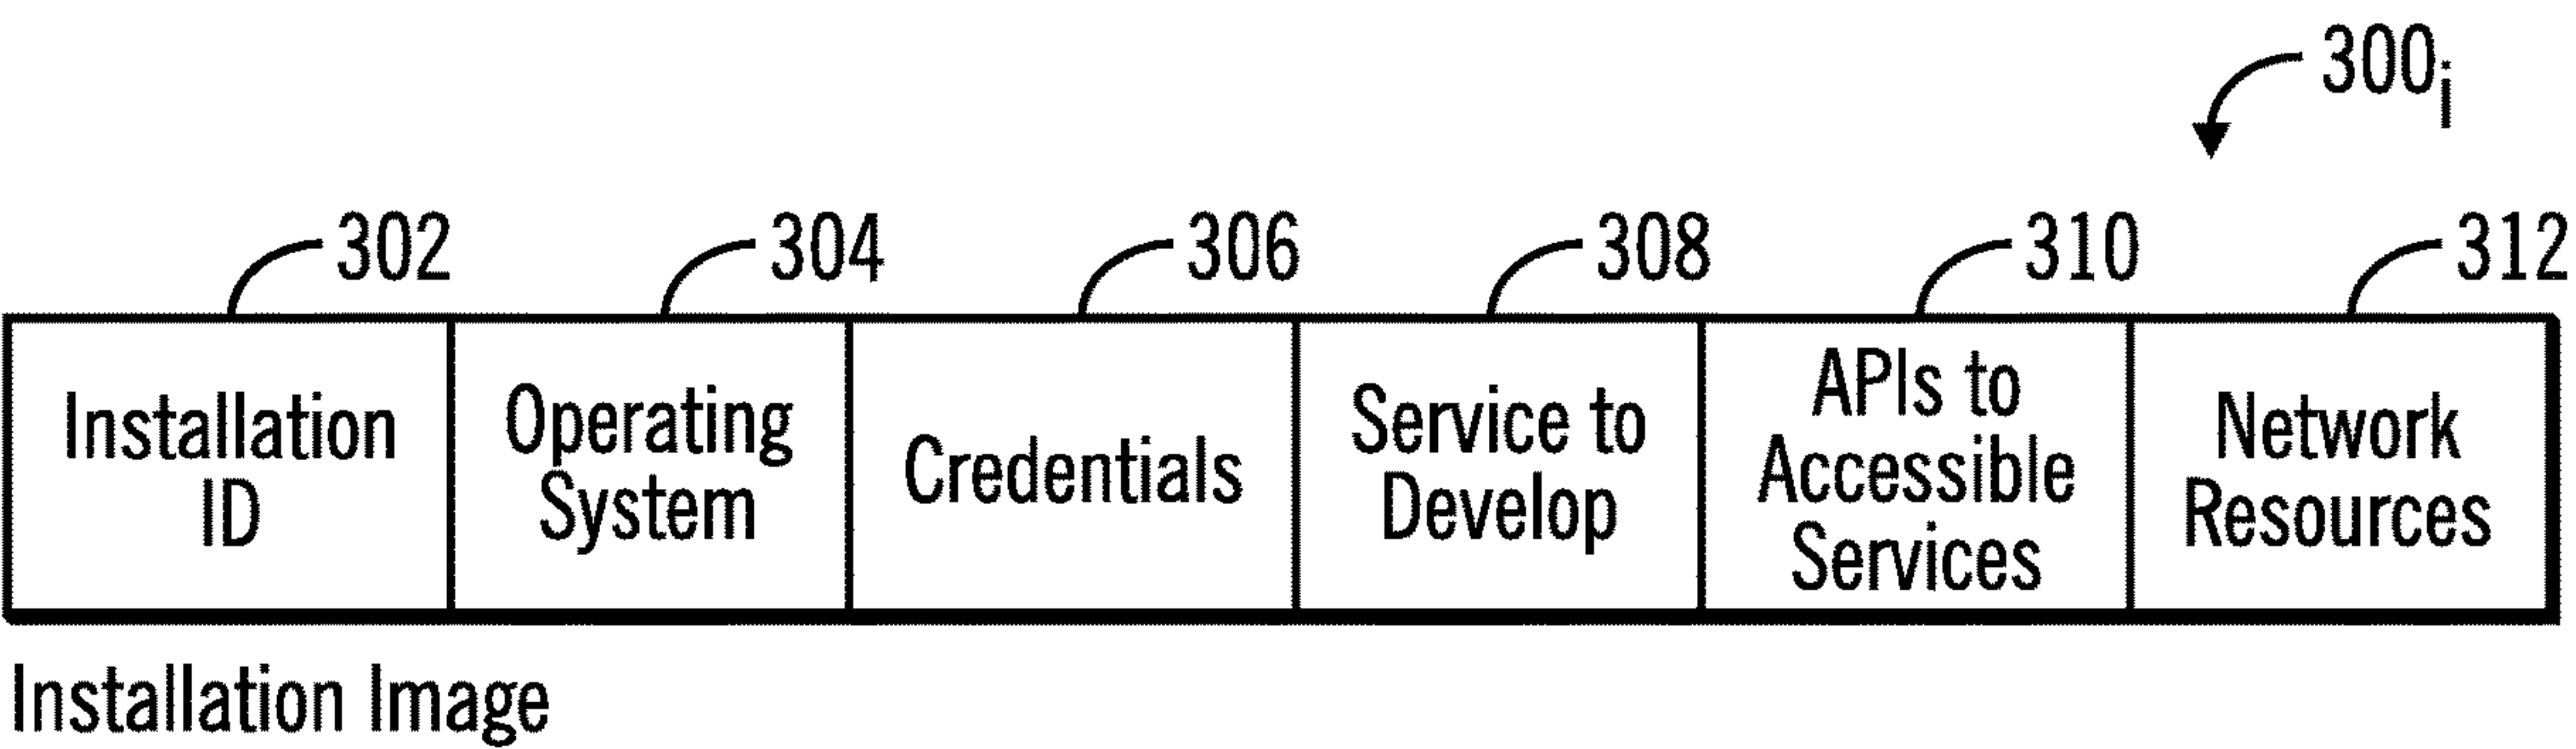 300i
302 304 306 308 310 312
Installation
ID
Operating
System
Credentials
Service to
Develop
APIs to
Accessible
Services
Network
Resources
Installation Image